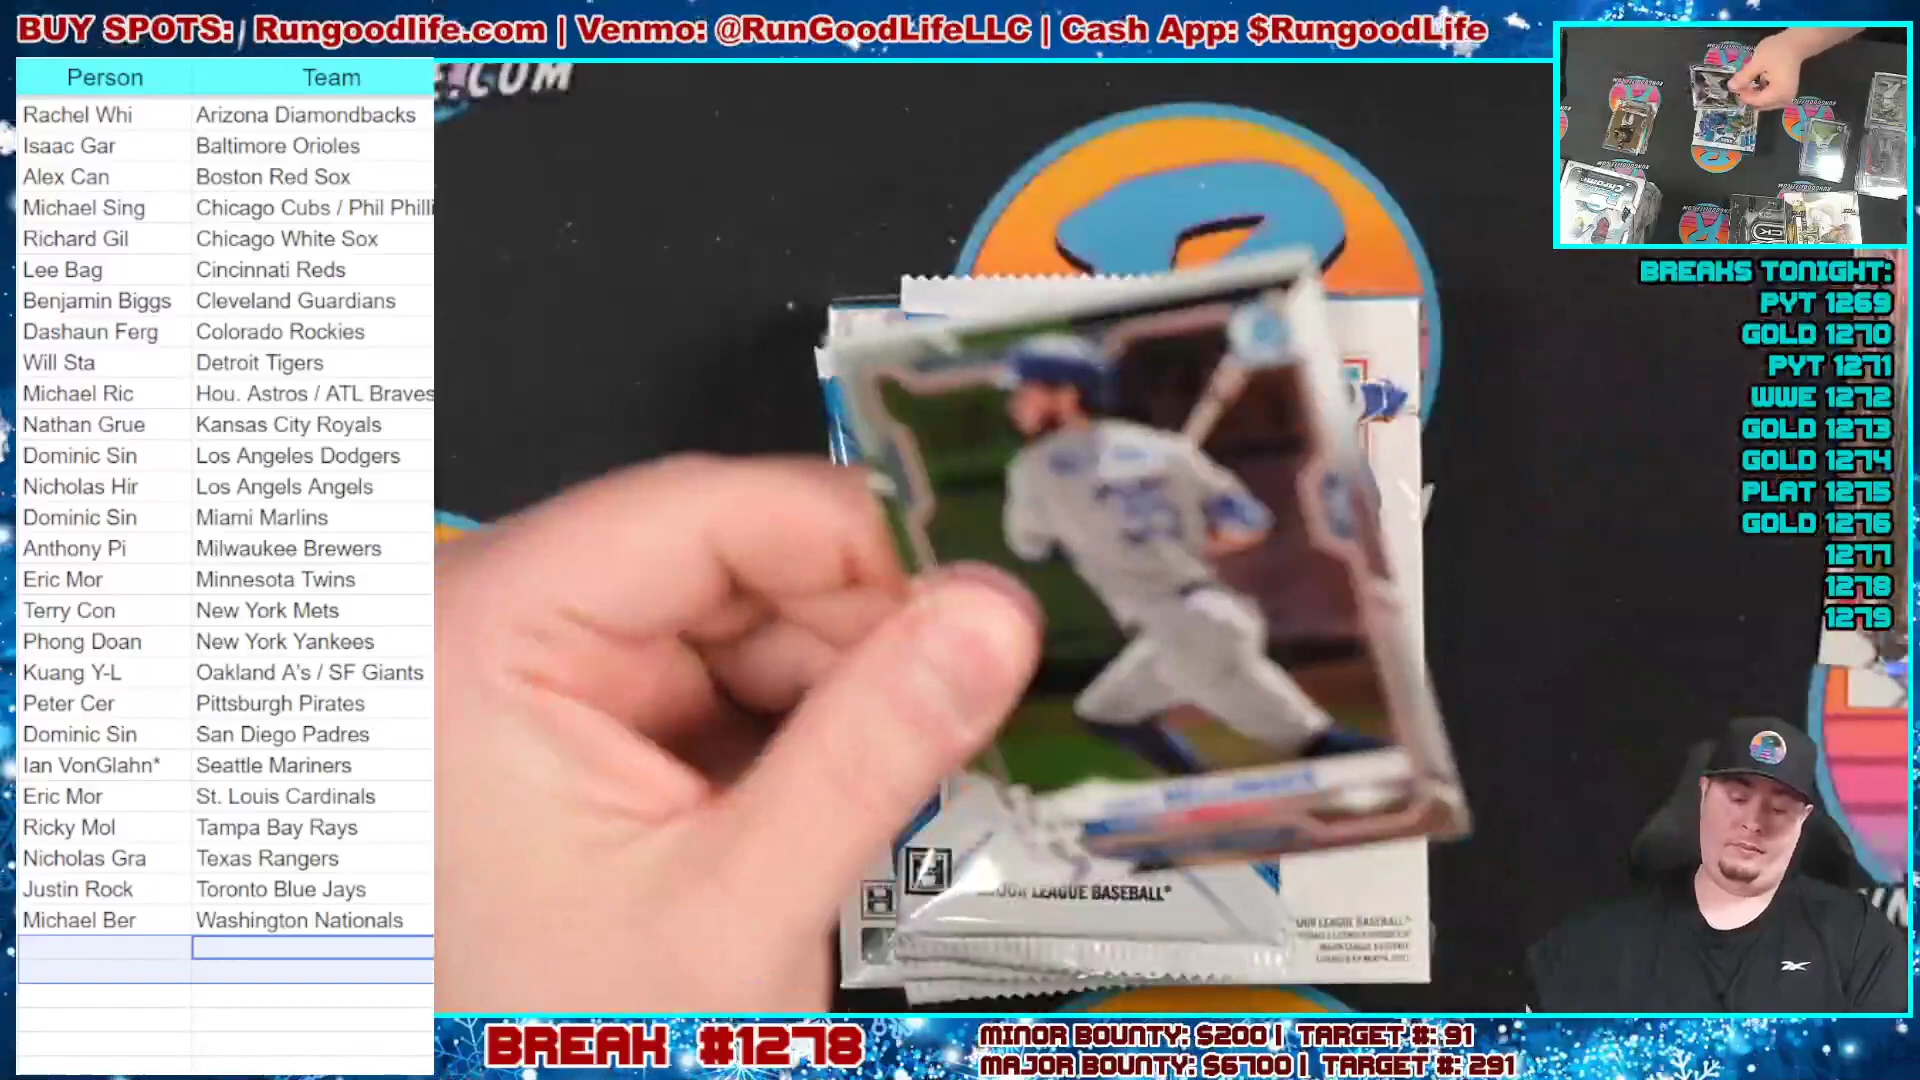 BUY SPOTS: Rungoodlife.com | Venmo: @RunGoodLifeLLC | Cash App: $RungoodLife
Person Team
Rachel Whi Arizona Diamondbacks
Isaac Gar Baltimore Orioles
Alex Can Boston Red Sox
Michael Sing Chicago Cubs / Phil Philli
Richard Gil Chicago White Sox
Lee Bag Cincinnati Reds
Benjamin Biggs Cleveland Guardians
Dashaun Ferg Colorado Rockies
Will Sta Detroit Tigers
Michael Ric Hou. Astros / ATL Braves
Nathan Grue Kansas City Royals
Dominic Sin Los Angeles Dodgers
Nicholas Hir Los Angels Angels
Dominic Sin Miami Marlins
Anthony Pi Milwaukee Brewers
Eric Mor Minnesota Twins
Terry Con New York Mets
Phong Doan New York Yankees
Kuang Y-L Oakland A's / SF Giants
Peter Cer Pittsburgh Pirates
Dominic Sin San Diego Padres
Ian VonGlahn* Seattle Mariners
Eric Mor St. Louis Cardinals
Ricky Mol Tampa Bay Rays
Nicholas Gra Texas Rangers
Justin Rock Toronto Blue Jays
Michael Ber Washington Nationals
E.COM
LEAGUE BASEBALL®
BREAKS TONIGHT:
PYT 1269
GOLD 1270
PYT 1271
WWE 1272
GOLD 1273
GOLD 1274
PLAT 1275
GOLD 1276
1277
1278
1279
BREAK #1278
MINOR BOUNTY: $200 | TARGET #: 91
MAJOR BOUNTY: $6700 | TARGET #: 291